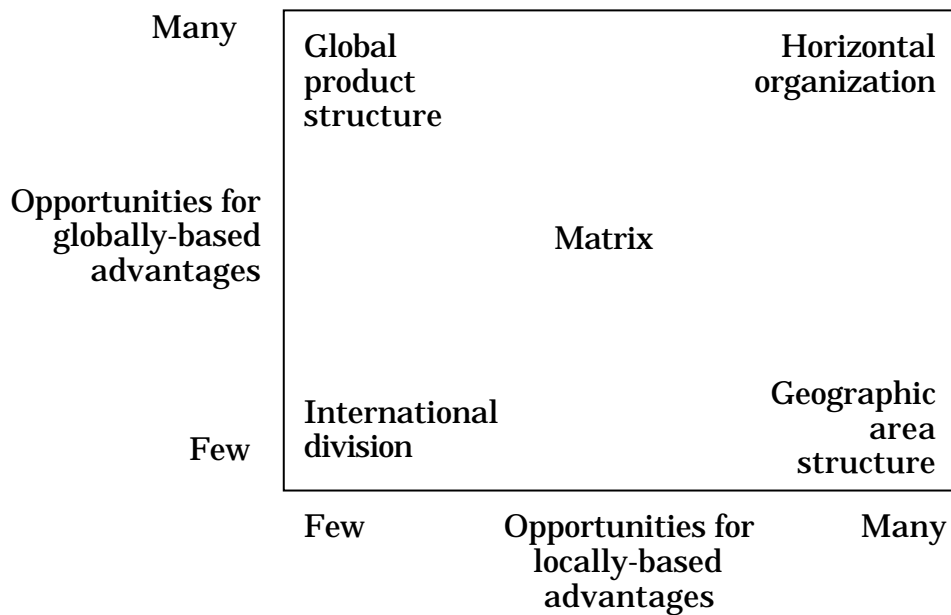 Many
Global
product
structure
Horizontal
organization
Opportunities for
globally-based
advantages
Matrix
Few
International
division
Geographic
area
structure
Few
Opportunities for
locally-based
advantages
Many